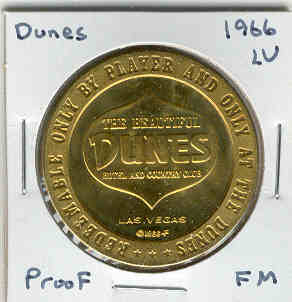 Dunes 1966
LV
REDEEMABLE ONLY BY PLAYER AND ONLY AT THE DUNES
THE BEAUTIFUL
DUNES
HOTEL AND COUNTRY CLUB
LAS VEGAS
Proof FM